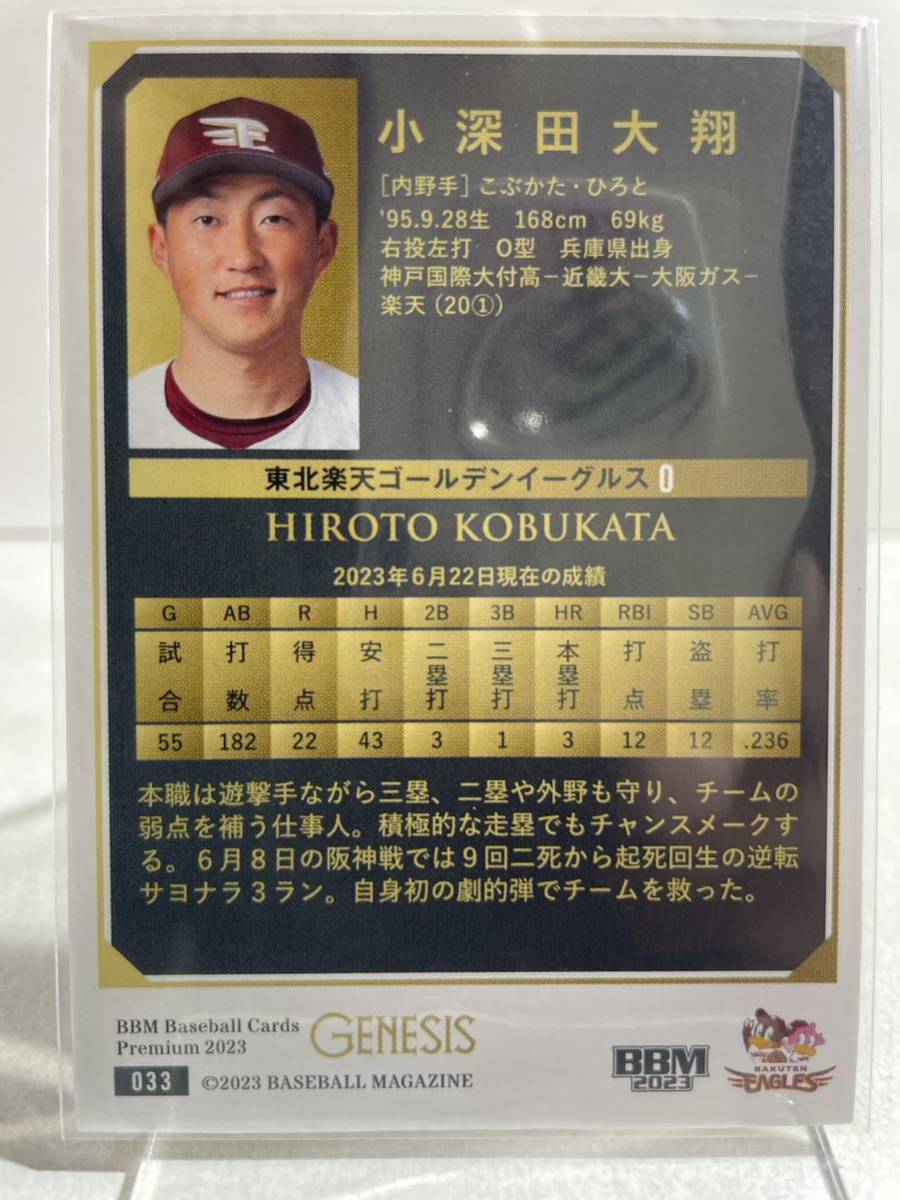 小深田大翔
［内野手］こぶかた・ひろと
'95.9.28生　168cm　69kg
右投左打　O型　兵庫県出身
神戸国際大付高－近畿大－大阪ガス－
楽天（20①）
東北楽天ゴールデンイーグルス 0
HIROTO KOBUKATA
2023年6月22日現在の成績
G AB R H 2B 3B HR RBI SB AVG
試合 打数 得点 安打 二塁打 三塁打 本塁打 打点 盗塁 打率
55 182 22 43 3 1 3 12 12 .236
本職は遊撃手ながら三塁、二塁や外野も守り、チームの
弱点を補う仕事人。積極的な走塁でもチャンスメークす
る。６月８日の阪神戦では９回二死から起死回生の逆転
サヨナラ３ラン。自身初の劇的弾でチームを救った。
BBM Baseball Cards
Premium 2023
GENESIS
033 ©2023 BASEBALL MAGAZINE
BBM
2023
RAKUTEN
EAGLES